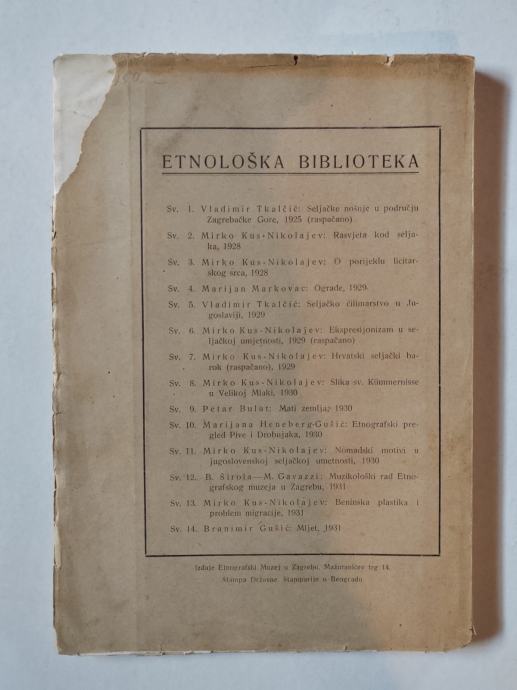 ETNOLOŠKA BIBLIOTEKA
Sv. 1. Vladimir Tkalčić: Seljačke nošnje u području
Zagrebačke Gore, 1925 (raspačano)
Sv. 2. Mirko Kus-Nikolajev: Rasvjeta kod selja-
ka, 1928
Sv. 3. Mirko Kus-Nikolajev: O porijeklu licitar-
skog srca, 1928
Sv. 4. Marijan Markovac: Ograde, 1929
Sv. 5. Vladimir Tkalčić: Seljačko ćilimarstvo u Ju-
goslaviji, 1929
Sv. 6. Mirko Kus-Nikolajev: Ekspresijonizam u se-
ljačkoj umjetnosti, 1929 (raspačano)
Sv. 7. Mirko Kus-Nikolajev: Hrvatski seljački ba-
rok (raspačano), 1929
Sv. 8. Mirko Kus-Nikolajev: Slika sv. Kümmernisse
u Velikoj Mlaki, 1930
Sv. 9. Petar Bulat: Mati zemlja, 1930
Sv. 10. Marijana Heneberg-Gušić: Etnografski pre-
gled Pive i Drobnjaka, 1930
Sv. 11. Mirko Kus-Nikolajev: Nomadski motivi u
jugoslovenskoj seljačkoj umetnosti, 1930
Sv. 12. B. Širola—M. Gavazzi: Muzikološki rad Etno-
grafskog muzeja u Zagrebu, 1931
Sv. 13. Mirko Kus-Nikolajev: Beninska plastika i
problem migracije, 1931
Sv. 14. Branimir Gušić: Mljet, 1931
Izdaje Etnografski Muzej u Zagrebu, Mažuranićev trg 14.
Štampa Državne Štamparije u Beogradu